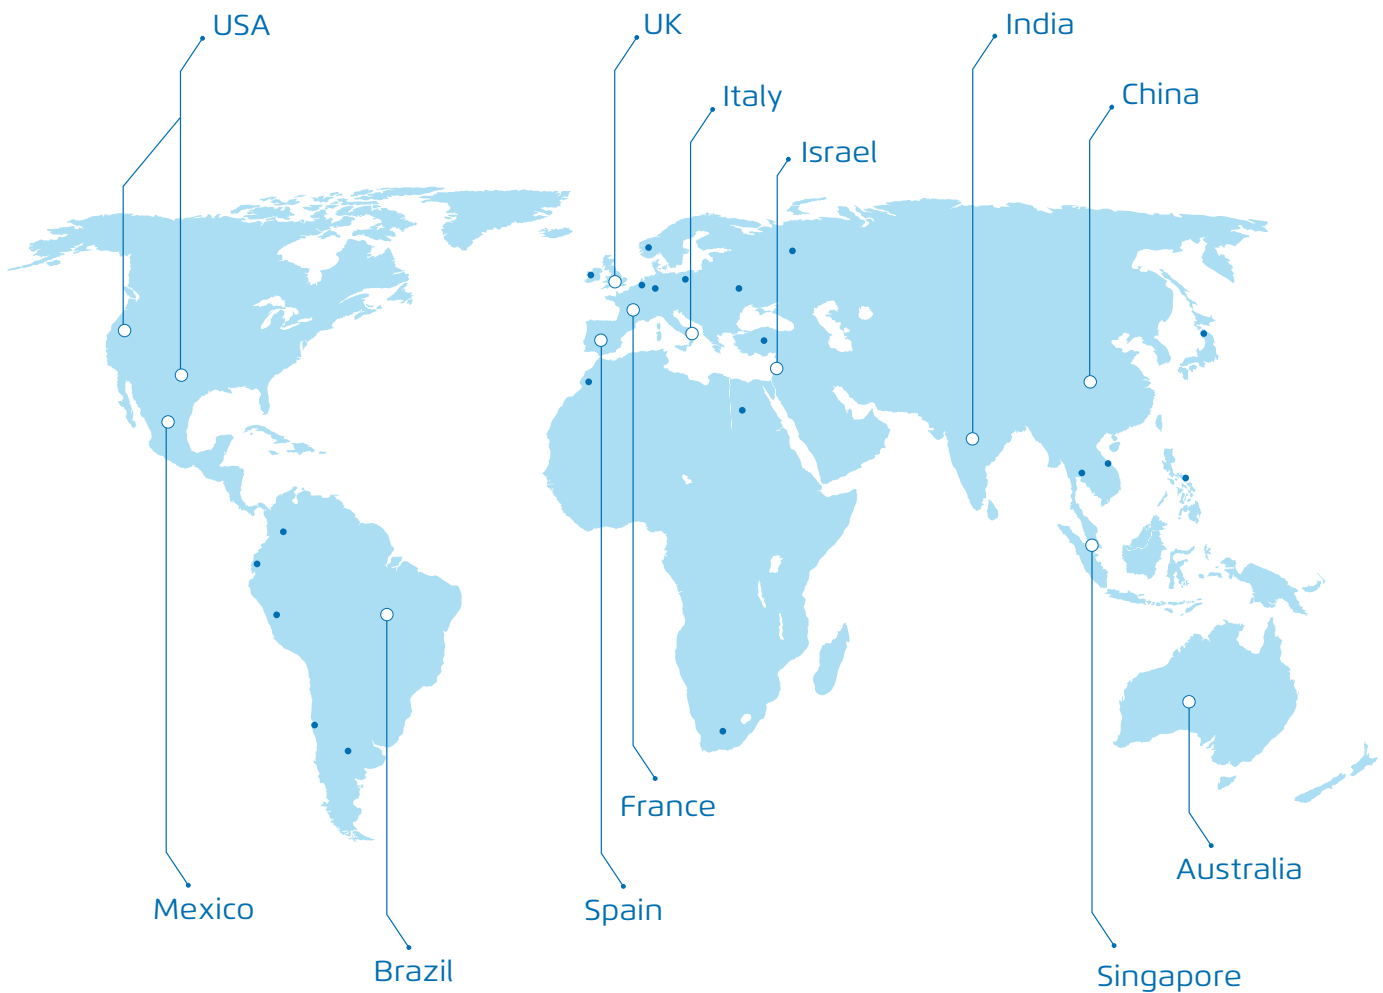 USA
UK
India
Italy
China
Israel
France
Australia
Mexico
Spain
Brazil
Singapore